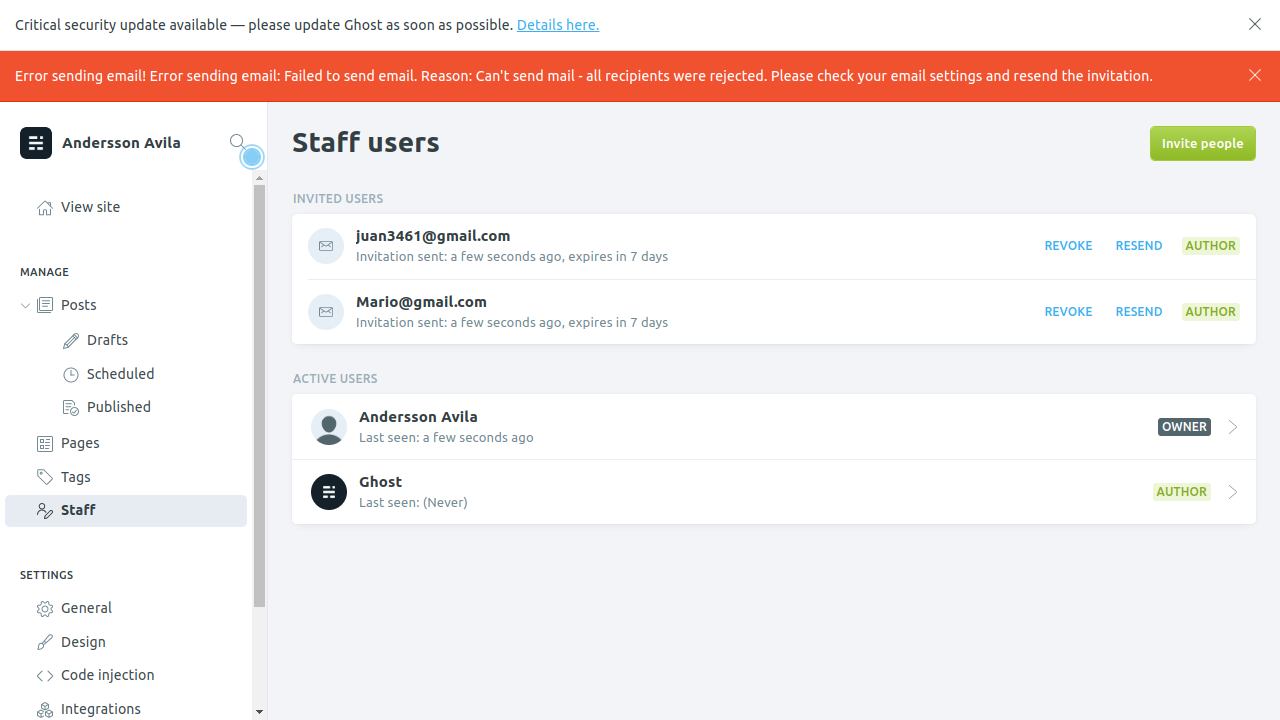 Critical security update available — please update Ghost as soon as possible. Details here.
Error sending email! Error sending email: Failed to send email. Reason: Can't send mail - all recipients were rejected. Please check your email settings and resend the invitation.
Andersson Avila
View site
MANAGE
Posts
Drafts
Scheduled
Published
Pages
Tags
Staff
SETTINGS
General
Design
Code injection
Integrations
Staff users
Invite people
INVITED USERS
juan3461@gmail.com
Invitation sent: a few seconds ago, expires in 7 days
REVOKE RESEND AUTHOR
Mario@gmail.com
Invitation sent: a few seconds ago, expires in 7 days
REVOKE RESEND AUTHOR
ACTIVE USERS
Andersson Avila
Last seen: a few seconds ago
OWNER
Ghost
Last seen: (Never)
AUTHOR